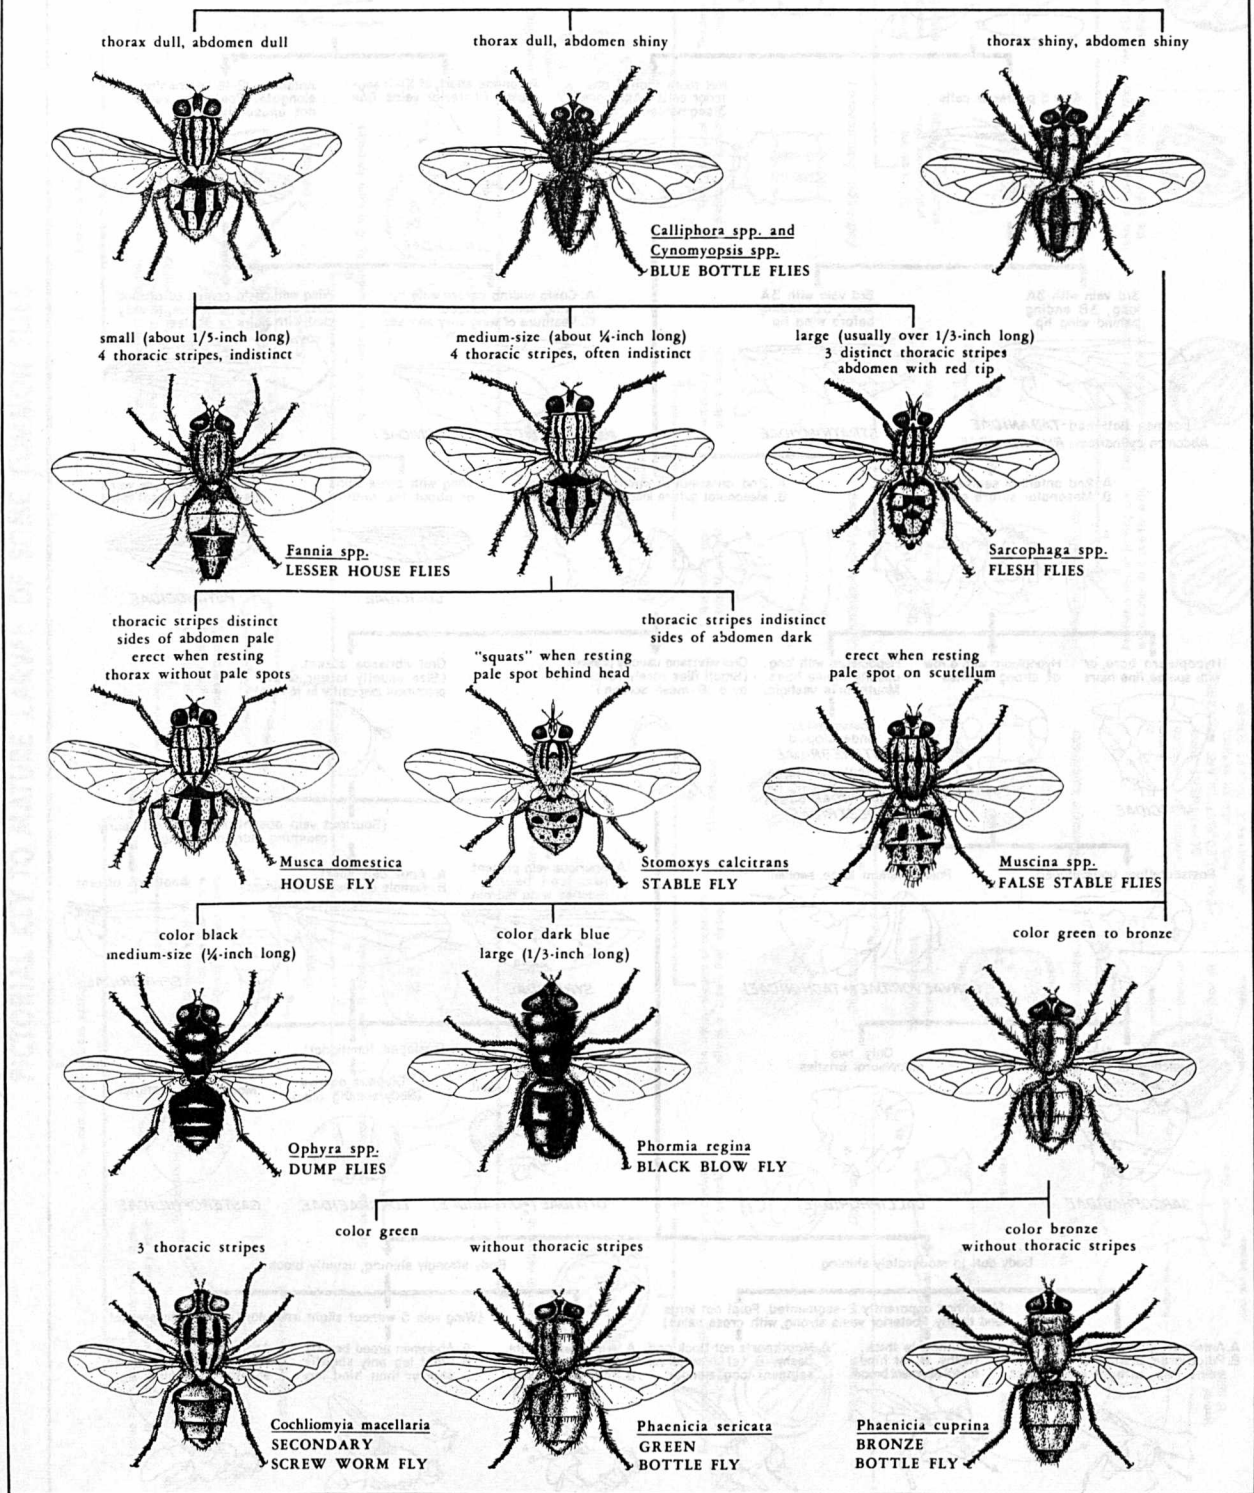 thorax dull, abdomen dull
thorax dull, abdomen shiny
thorax shiny, abdomen shiny
Calliphora spp. and
Cynomyopsis spp.
BLUE BOTTLE FLIES
small (about 1/5-inch long)
4 thoracic stripes, indistinct
medium-size (about ¼-inch long)
4 thoracic stripes, often indistinct
large (usually over 1/3-inch long)
3 distinct thoracic stripes
abdomen with red tip
Fannia spp.
LESSER HOUSE FLIES
Sarcophaga spp.
FLESH FLIES
thoracic stripes distinct
sides of abdomen pale
erect when resting
thorax without pale spots
thoracic stripes indistinct
sides of abdomen dark
"squats" when resting
pale spot behind head
erect when resting
pale spot on scutellum
Musca domestica
HOUSE FLY
Stomoxys calcitrans
STABLE FLY
Muscina spp.
FALSE STABLE FLIES
color black
medium-size (¼-inch long)
color dark blue
large (1/3-inch long)
color green to bronze
Ophyra spp.
DUMP FLIES
Phormia regina
BLACK BLOW FLY
color green
3 thoracic stripes
without thoracic stripes
color bronze
without thoracic stripes
Cochliomyia macellaria
SECONDARY
SCREW WORM FLY
Phaenicia sericata
GREEN
BOTTLE FLY
Phaenicia cuprina
BRONZE
BOTTLE FLY